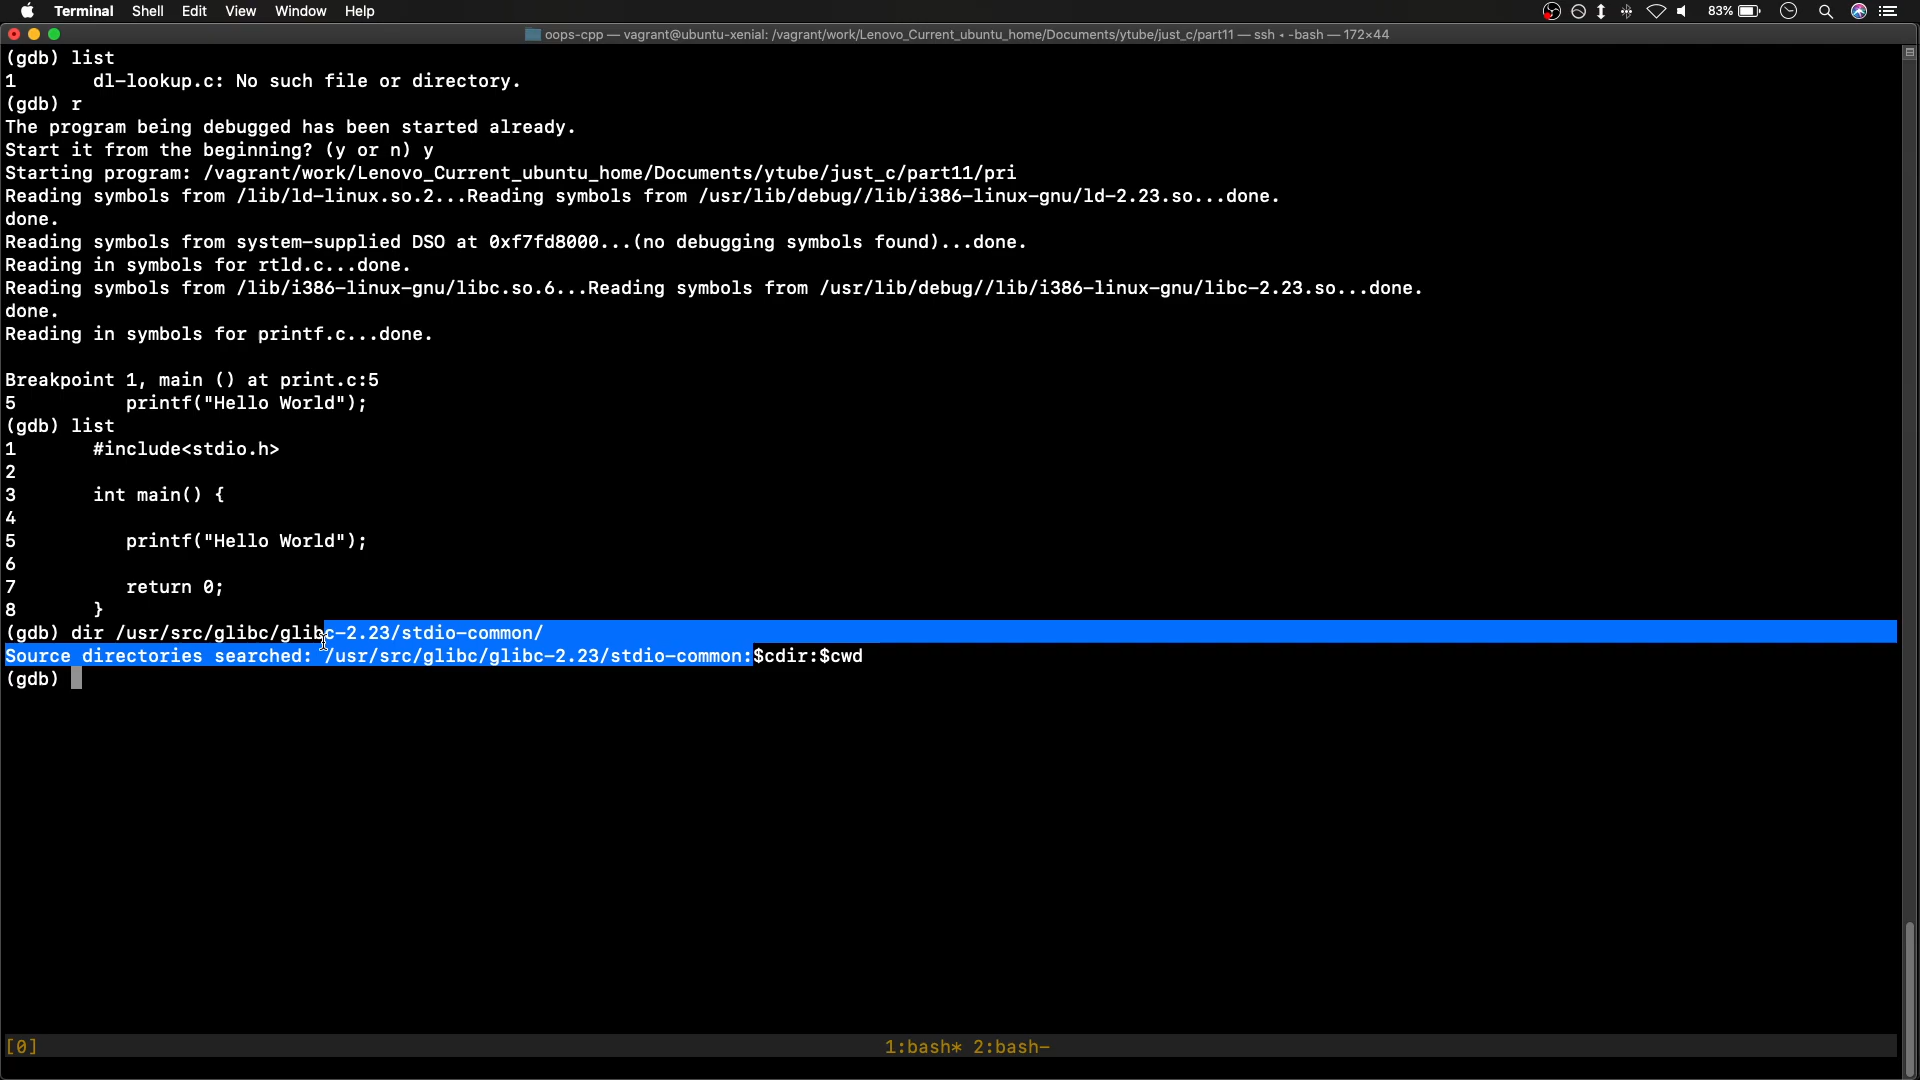 Terminal Shell Edit View Window Help 83%
oops-cpp — vagrant@ubuntu-xenial: /vagrant/work/Lenovo_Current_ubuntu_home/Documents/ytube/just_c/part11 — ssh ◂ -bash — 172×44
(gdb) list
1 dl-lookup.c: No such file or directory.
(gdb) r
The program being debugged has been started already.
Start it from the beginning? (y or n) y
Starting program: /vagrant/work/Lenovo_Current_ubuntu_home/Documents/ytube/just_c/part11/pri
Reading symbols from /lib/ld-linux.so.2...Reading symbols from /usr/lib/debug//lib/i386-linux-gnu/ld-2.23.so...done.
done.
Reading symbols from system-supplied DSO at 0xf7fd8000...(no debugging symbols found)...done.
Reading in symbols for rtld.c...done.
Reading symbols from /lib/i386-linux-gnu/libc.so.6...Reading symbols from /usr/lib/debug//lib/i386-linux-gnu/libc-2.23.so...done.
done.
Reading in symbols for printf.c...done.
Breakpoint 1, main () at print.c:5
5 printf("Hello World");
(gdb) list
1 #include<stdio.h>
2
3 int main() {
4
5 printf("Hello World");
6
7 return 0;
8 }
(gdb) dir /usr/src/glibc/glibc-2.23/stdio-common/
Source directories searched: /usr/src/glibc/glibc-2.23/stdio-common:$cdir:$cwd
(gdb)
[0] 1:bash* 2:bash-